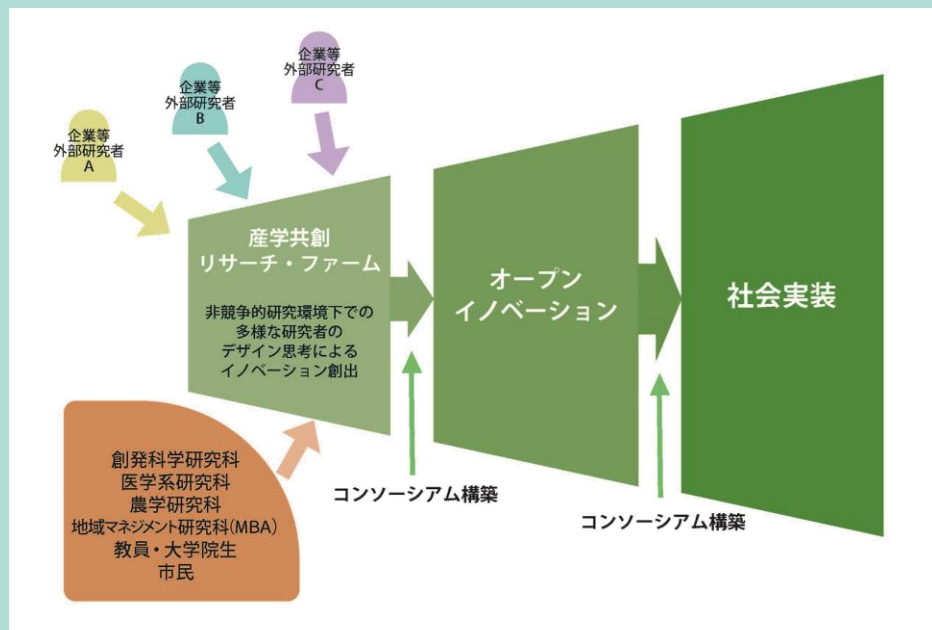 企業等
外部研究者
A
企業等
外部研究者
B
企業等
外部研究者
C
産学共創
リサーチ・ファーム
非競争的研究環境下での
多様な研究者の
デザイン思考による
イノベーション創出
オープン
イノベーション
社会実装
創発科学研究科
医学系研究科
農学研究科
地域マネジメント研究科(MBA)
教員・大学院生
市民
コンソーシアム構築
コンソーシアム構築